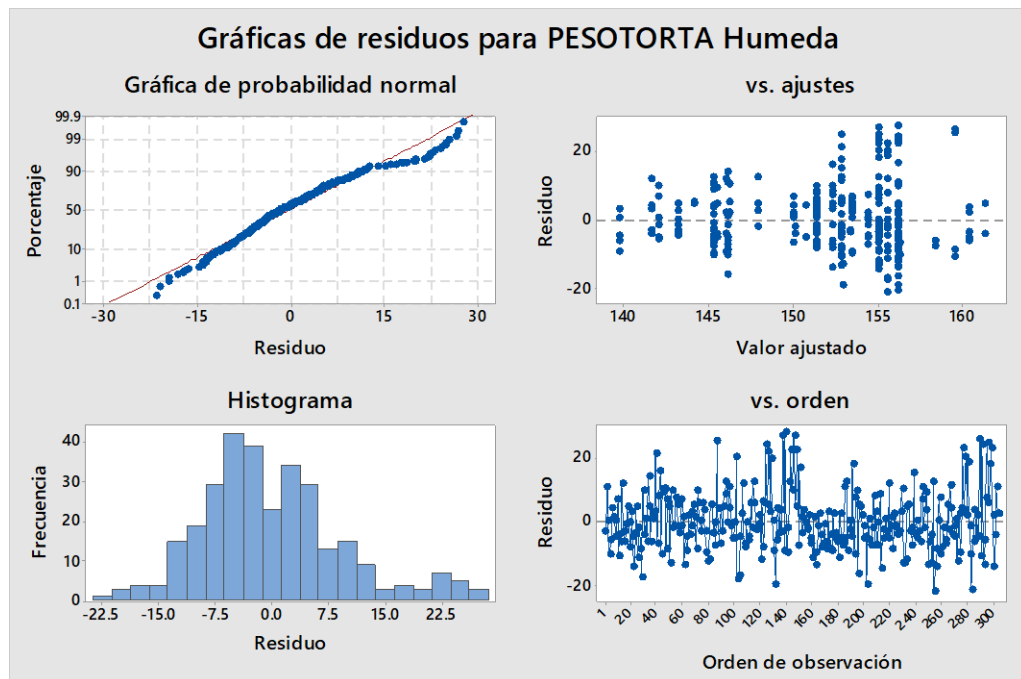 Gráficas de residuos para PESOTORTA Humeda
Gráfica de probabilidad normal
99.9
99
90
50
10
1
0.1
Porcentaje
-30 -15 0 15 30
Residuo
vs. ajustes
20
0
-20
Residuo
140 145 150 155 160
Valor ajustado
Histograma
40
30
20
10
0
Frecuencia
-22.5 -15.0 -7.5 0.0 7.5 15.0 22.5
Residuo
vs. orden
20
0
-20
Residuo
1 20 40 60 80 100 120 140 160 180 200 220 240 260 280 300
Orden de observación